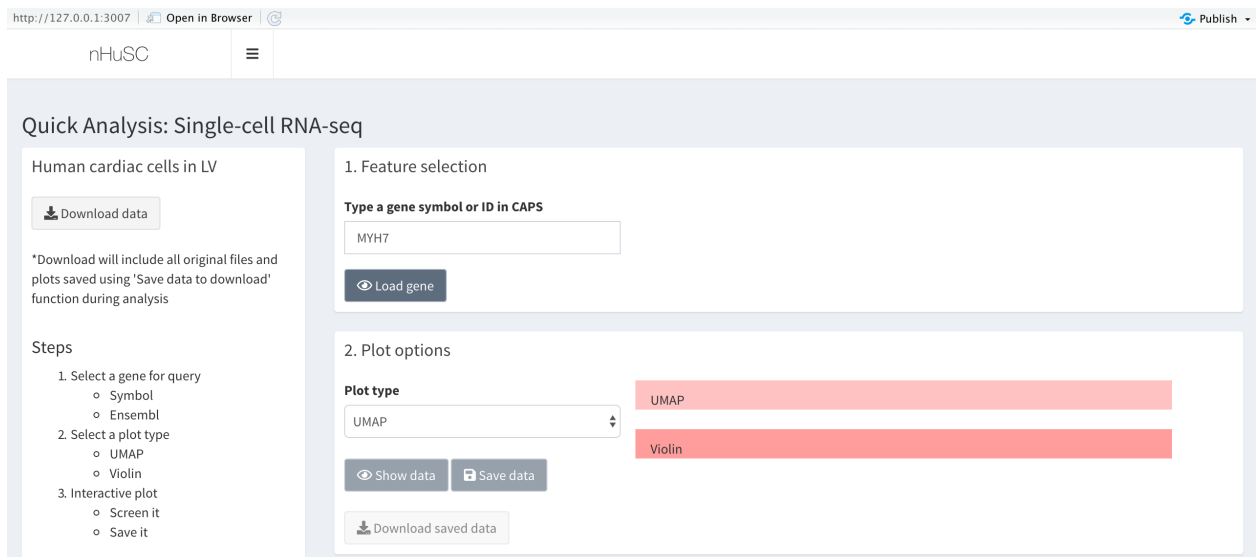 http://127.0.0.1:3007 Open in Browser Publish
nHuSC
Quick Analysis: Single-cell RNA-seq
Human cardiac cells in LV
Download data
*Download will include all original files and
plots saved using 'Save data to download'
function during analysis
Steps
1. Select a gene for query
Symbol
Ensembl
2. Select a plot type
UMAP
Violin
3. Interactive plot
Screen it
Save it
1. Feature selection
Type a gene symbol or ID in CAPS
MYH7
Load gene
2. Plot options
Plot type
UMAP
Show data Save data
Download saved data
UMAP
Violin